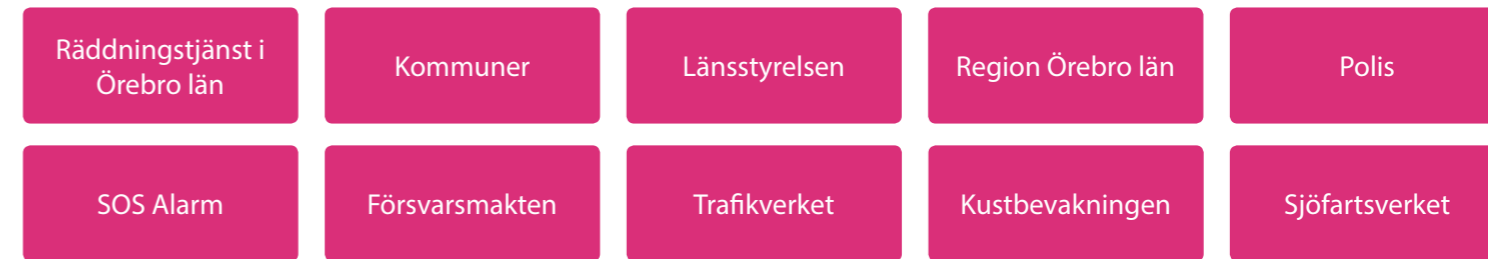 Räddningstjänst i
Örebro län
Kommuner
Länsstyrelsen
Region Örebro län
Polis
SOS Alarm
Försvarsmakten
Trafikverket
Kustbevakningen
Sjöfartsverket